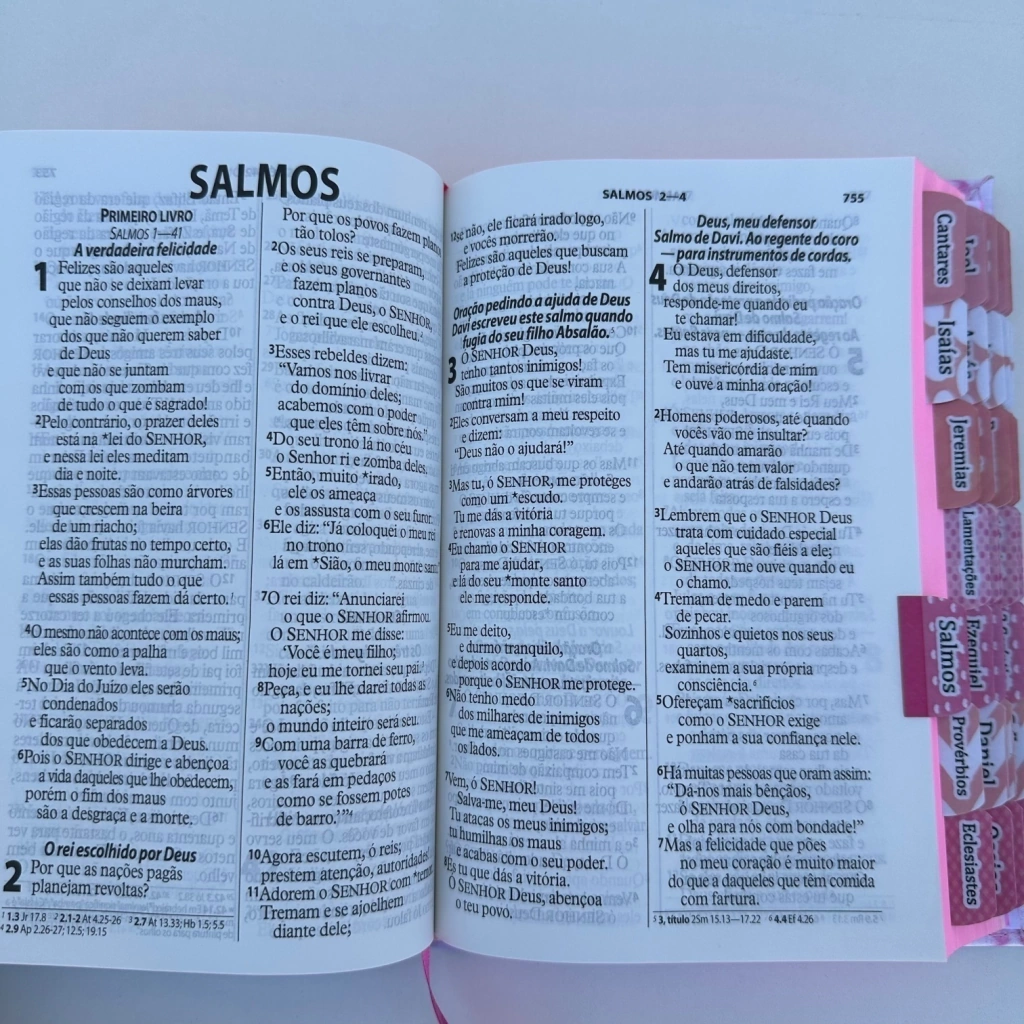 SALMOS
PRIMEIRO LIVRO
SALMOS 1—41
A verdadeira felicidade
1 Felizes são aqueles
que não se deixam levar
pelos conselhos dos maus,
que não seguem o exemplo
dos que não querem saber
de Deus
e que não se juntam
com os que zombam
de tudo o que é sagrado!
2Pelo contrário, o prazer deles
está na *lei do SENHOR,
e nessa lei eles meditam
dia e noite.
3Essas pessoas são como árvores
que crescem na beira
de um riacho;
elas dão frutas no tempo certo,
e as suas folhas não murcham.
Assim também tudo o que
essas pessoas fazem dá certo.1
4O mesmo não acontece com os maus;
eles são como a palha
que o vento leva.
5No Dia do Juízo eles serão
condenados
e ficarão separados
dos que obedecem a Deus.
6Pois o SENHOR dirige e abençoa
a vida daqueles que lhe obedecem,
porém o fim dos maus
são a desgraça e a morte.
O rei escolhido por Deus
2 Por que as nações pagãs
planejam revoltas?
Por que os povos fazem planos
tão tolos?
2Os seus reis se preparam,
e os seus governantes
fazem planos
contra Deus, o SENHOR,
e o rei que ele escolheu.2
3Esses rebeldes dizem:
"Vamos nos livrar
do domínio deles;
acabemos com o poder
que eles têm sobre nós."
4Do seu trono lá no céu
o Senhor ri e zomba deles.
5Então, muito *irado,
ele os ameaça
e os assusta com o seu furor.
6Ele diz: "Já coloquei o meu rei
no trono
lá em *Sião, o meu monte
7O rei diz: "Anunciarei
o que o SENHOR afirmou.
O SENHOR me disse:
'Você é meu filho;
hoje eu me tornei seu pai.3
8Peça, e eu lhe darei todas as
nações;
o mundo inteiro será seu.
9Com uma barra de ferro,
você as quebrará
e as fará em pedaços
como se fossem potes
de barro.'"4
10Agora escutem, ó reis;
prestem atenção, autoridades!
11Adorem o SENHOR com
Tremam e se ajoelhem
diante dele;
1 1.3 Jr 17.8 2 2.1-2 At 4.25-26 3 2.7 At 13.33; Hb 1.5; 5.5
4 2.9 Ap 2.26-27; 12.5; 19.15
SALMOS 2—4
755
12se não, ele ficará irado logo,
e vocês morrerão.
Felizes são aqueles que buscam
a proteção de Deus!
Oração pedindo a ajuda de Deus
Davi escreveu este salmo quando
fugia do seu filho Absalão.5
3 Ó SENHOR Deus,
tenho tantos inimigos!
São muitos os que se viram
contra mim!
2Eles conversam a meu respeito
e dizem:
"Deus não o ajudará!"
3Mas tu, ó SENHOR, me proteges
como um *escudo.
Tu me dás a vitória
e renovas a minha coragem.
4Eu chamo o SENHOR
para me ajudar,
e lá do seu *monte santo
ele me responde.
5Eu me deito,
e durmo tranquilo,
e depois acordo
porque o SENHOR me protege.
6Não tenho medo
dos milhares de inimigos
que me ameaçam de todos
os lados.
7Vem, ó SENHOR!
Salva-me, meu Deus!
Tu atacas os meus inimigos;
tu humilhas os maus
e acabas com o seu poder.
8És tu que dás a vitória.
Ó SENHOR Deus, abençoa
o teu povo.
Deus, meu defensor
Salmo de Davi. Ao regente do coro
— para instrumentos de cordas.
4 Ó Deus, defensor
dos meus direitos,
responde-me quando eu
te chamar!
Eu estava em dificuldade,
mas tu me ajudaste.
Tem misericórdia de mim
e ouve a minha oração!
2Homens poderosos, até quando
vocês vão me insultar?
Até quando amarão
o que não tem valor
e andarão atrás de falsidades?
3Lembrem que o SENHOR Deus
trata com cuidado especial
aqueles que são fiéis a ele;
o SENHOR me ouve quando eu
o chamo.
4Tremam de medo e parem
de pecar.
Sozinhos e quietos nos seus
quartos,
examinem a sua própria
consciência.6
5Ofereçam *sacrifícios
como o SENHOR exige
e ponham a sua confiança nele.
6Há muitas pessoas que oram assim:
"Dá-nos mais bênçãos,
ó SENHOR Deus,
e olha para nós com bondade!"
7Mas a felicidade que pões
no meu coração é muito maior
do que a daqueles que têm comida
com fartura.
5 3, título 2Sm 15.13—17.22 6 4.4 Ef 4.26
Cantares
Isaías
Jeremias
Lamentações
Ezequiel
Salmos
Daniel
Provérbios
Eclesiastes